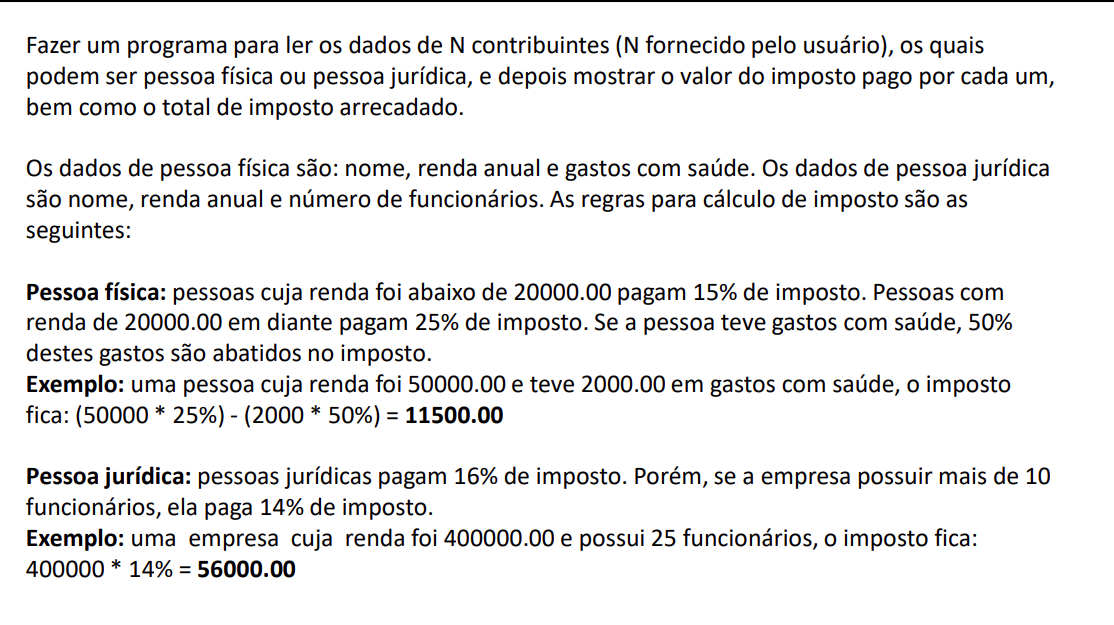 Fazer um programa para ler os dados de N contribuintes (N fornecido pelo usuário), os quais
podem ser pessoa física ou pessoa jurídica, e depois mostrar o valor do imposto pago por cada um,
bem como o total de imposto arrecadado.
Os dados de pessoa física são: nome, renda anual e gastos com saúde. Os dados de pessoa jurídica
são nome, renda anual e número de funcionários. As regras para cálculo de imposto são as
seguintes:
Pessoa física: pessoas cuja renda foi abaixo de 20000.00 pagam 15% de imposto. Pessoas com
renda de 20000.00 em diante pagam 25% de imposto. Se a pessoa teve gastos com saúde, 50%
destes gastos são abatidos no imposto.
Exemplo: uma pessoa cuja renda foi 50000.00 e teve 2000.00 em gastos com saúde, o imposto
fica: (50000 * 25%) - (2000 * 50%) = 11500.00
Pessoa jurídica: pessoas jurídicas pagam 16% de imposto. Porém, se a empresa possuir mais de 10
funcionários, ela paga 14% de imposto.
Exemplo: uma empresa cuja renda foi 400000.00 e possui 25 funcionários, o imposto fica:
400000 * 14% = 56000.00